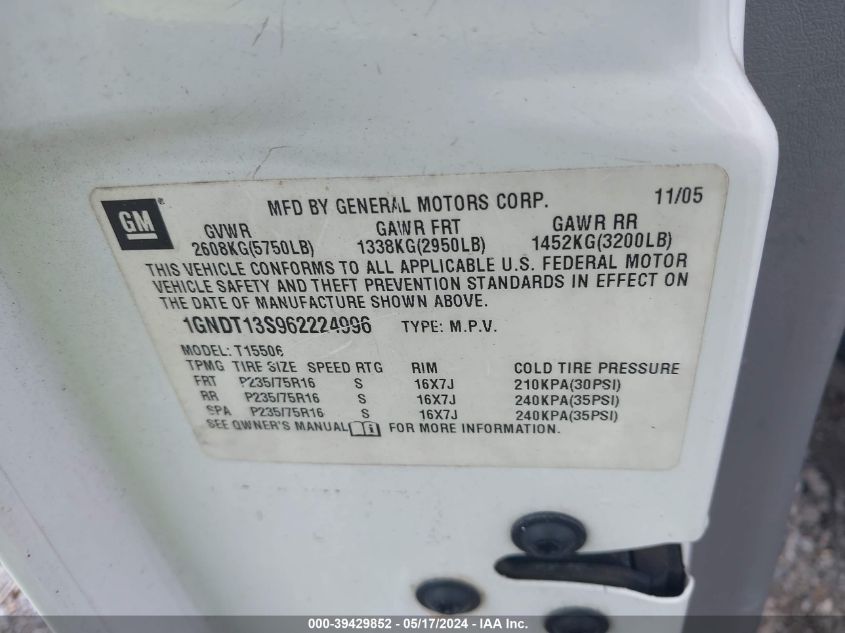 GM
MFD BY GENERAL MOTORS CORP. 11/05
GVWR GAWR FRT GAWR RR
2608KG(5750LB) 1338KG(2950LB) 1452KG(3200LB)
THIS VEHICLE CONFORMS TO ALL APPLICABLE U.S. FEDERAL MOTOR
VEHICLE SAFETY AND THEFT PREVENTION STANDARDS IN EFFECT ON
THE DATE OF MANUFACTURE SHOWN ABOVE.
1GNDT13S962224996 TYPE: M.P.V.
MODEL: T15506
TPMG TIRE SIZE SPEED RTG RIM COLD TIRE PRESSURE
FRT P235/75R16 S 16X7J 210KPA(30PSI)
RR P235/75R16 S 16X7J 240KPA(35PSI)
SPA P235/75R16 S 16X7J 240KPA(35PSI)
SEE OWNER'S MANUAL FOR MORE INFORMATION.
000-39429852 - 05/17/2024 - IAA Inc.